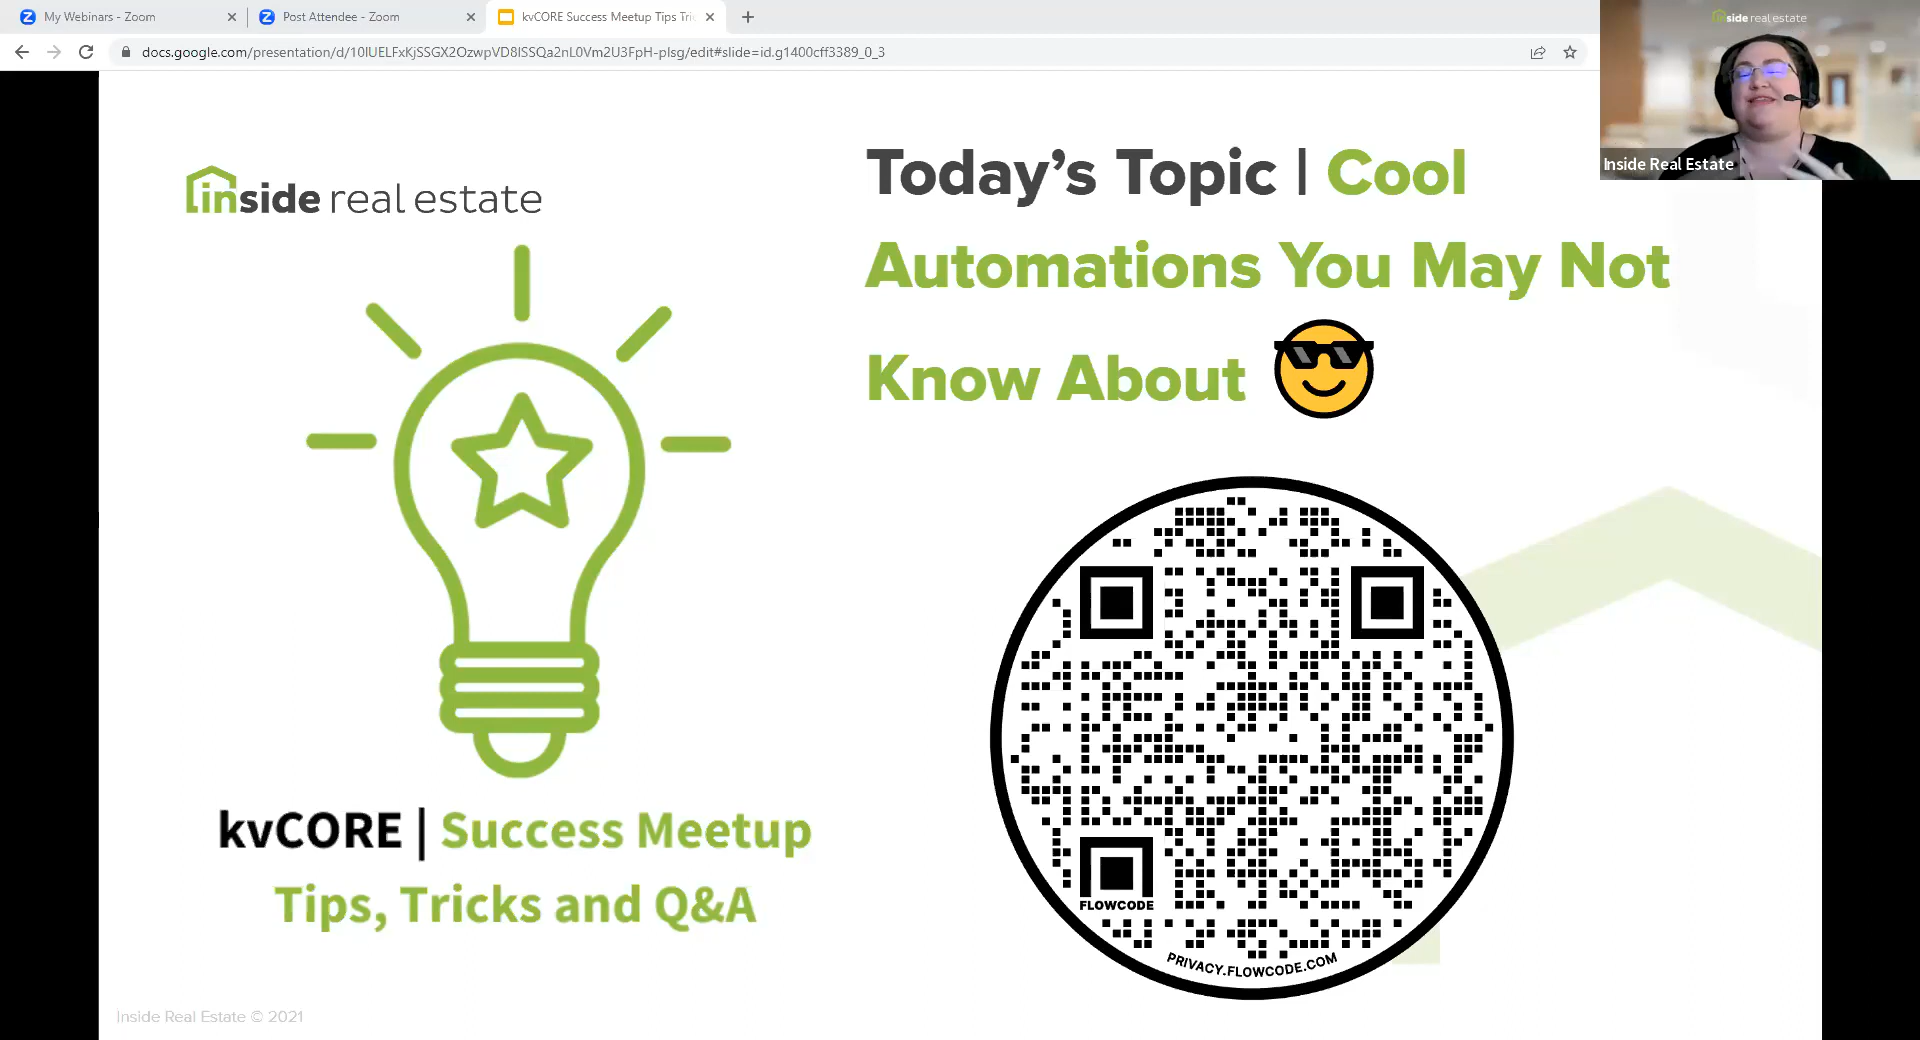 My Webinars - Zoom
Post Attendee - Zoom
kvCORE Success Meetup Tips Tri
docs.google.com/presentation/d/10IUELFxKjSSGX2OzwpVD8ISSQa2nL0Vm2U3FpH-pIsg/edit#slide=id.g1400cff3389_0_3
inside real estate
Inside Real Estate
inside real estate
Today’s Topic | Cool
Automations You May Not
Know About
kvCORE | Success Meetup
Tips, Tricks and Q&A
FLOWCODE
PRIVACY.FLOWCODE.COM
Inside Real Estate © 2021